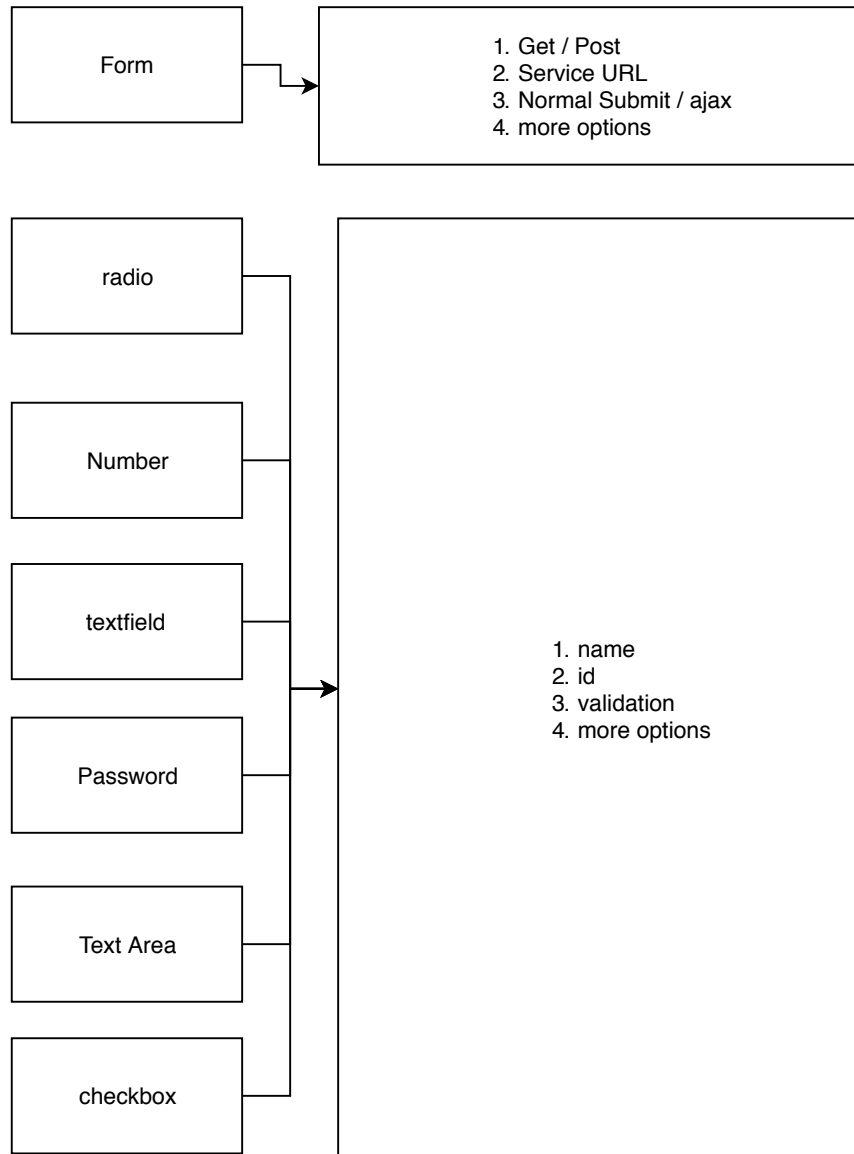 Form
1. Get / Post
2. Service URL
3. Normal Submit / ajax
4. more options
radio
Number
textfield
Password
Text Area
checkbox
1. name
2. id
3. validation
4. more options